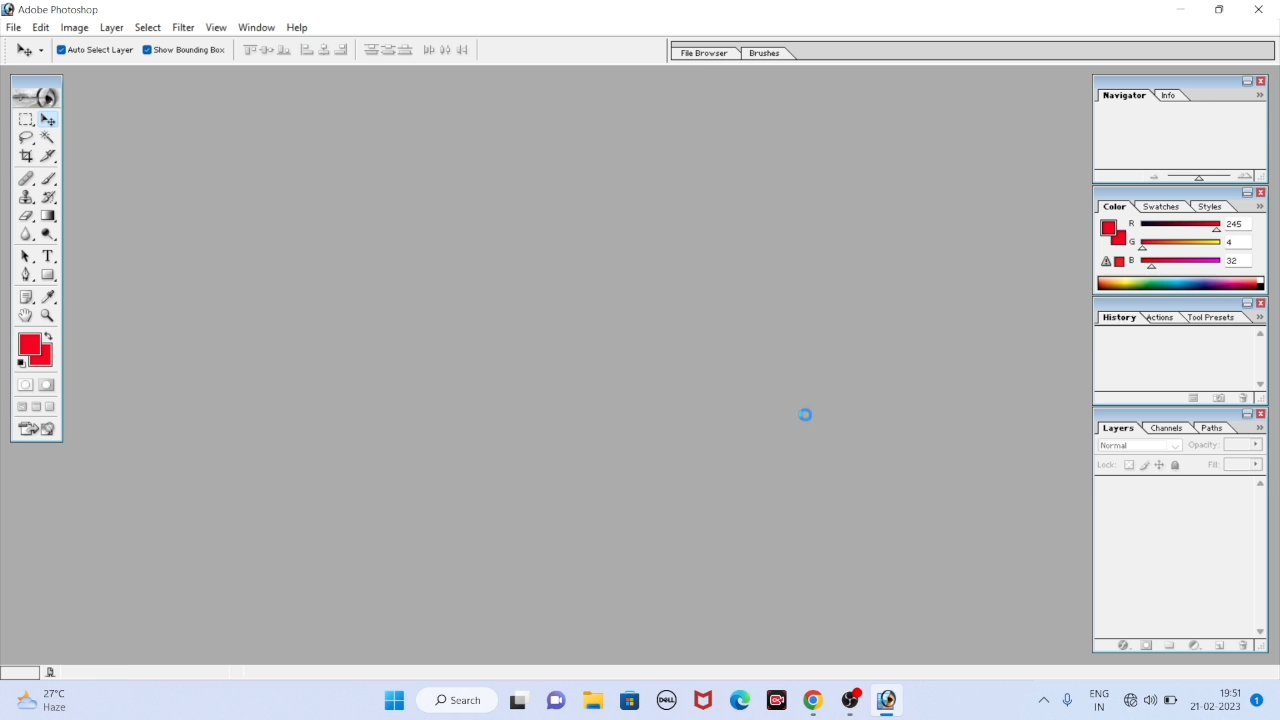 Adobe Photoshop
File Edit Image Layer Select Filter View Window Help
Auto Select Layer Show Bounding Box File Browser Brushes
Navigator Info
Color Swatches Styles
R 245
G 4
B 32
History Actions Tool Presets
Layers Channels Paths
Normal Opacity:
Lock: Fill:
27°C
Haze
Search
DELL
ENG
IN
19:51
21-02-2023
1